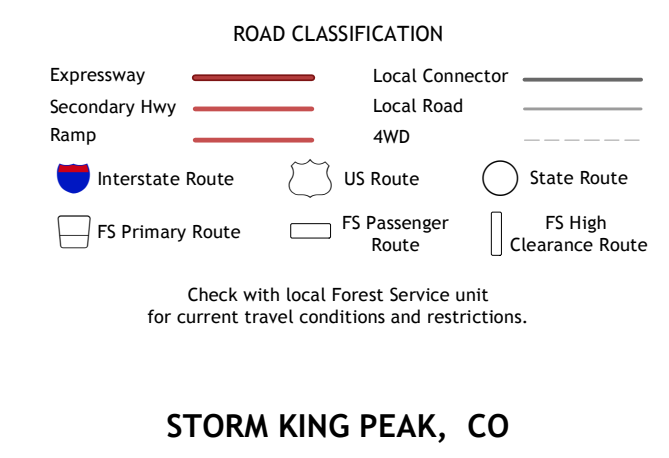 ROAD CLASSIFICATION
Expressway
Local Connector
Secondary Hwy
Local Road
Ramp
4WD
Interstate Route
US Route
State Route
FS Primary Route
FS Passenger
Route
FS High
Clearance Route
Check with local Forest Service unit
for current travel conditions and restrictions.
STORM KING PEAK, CO